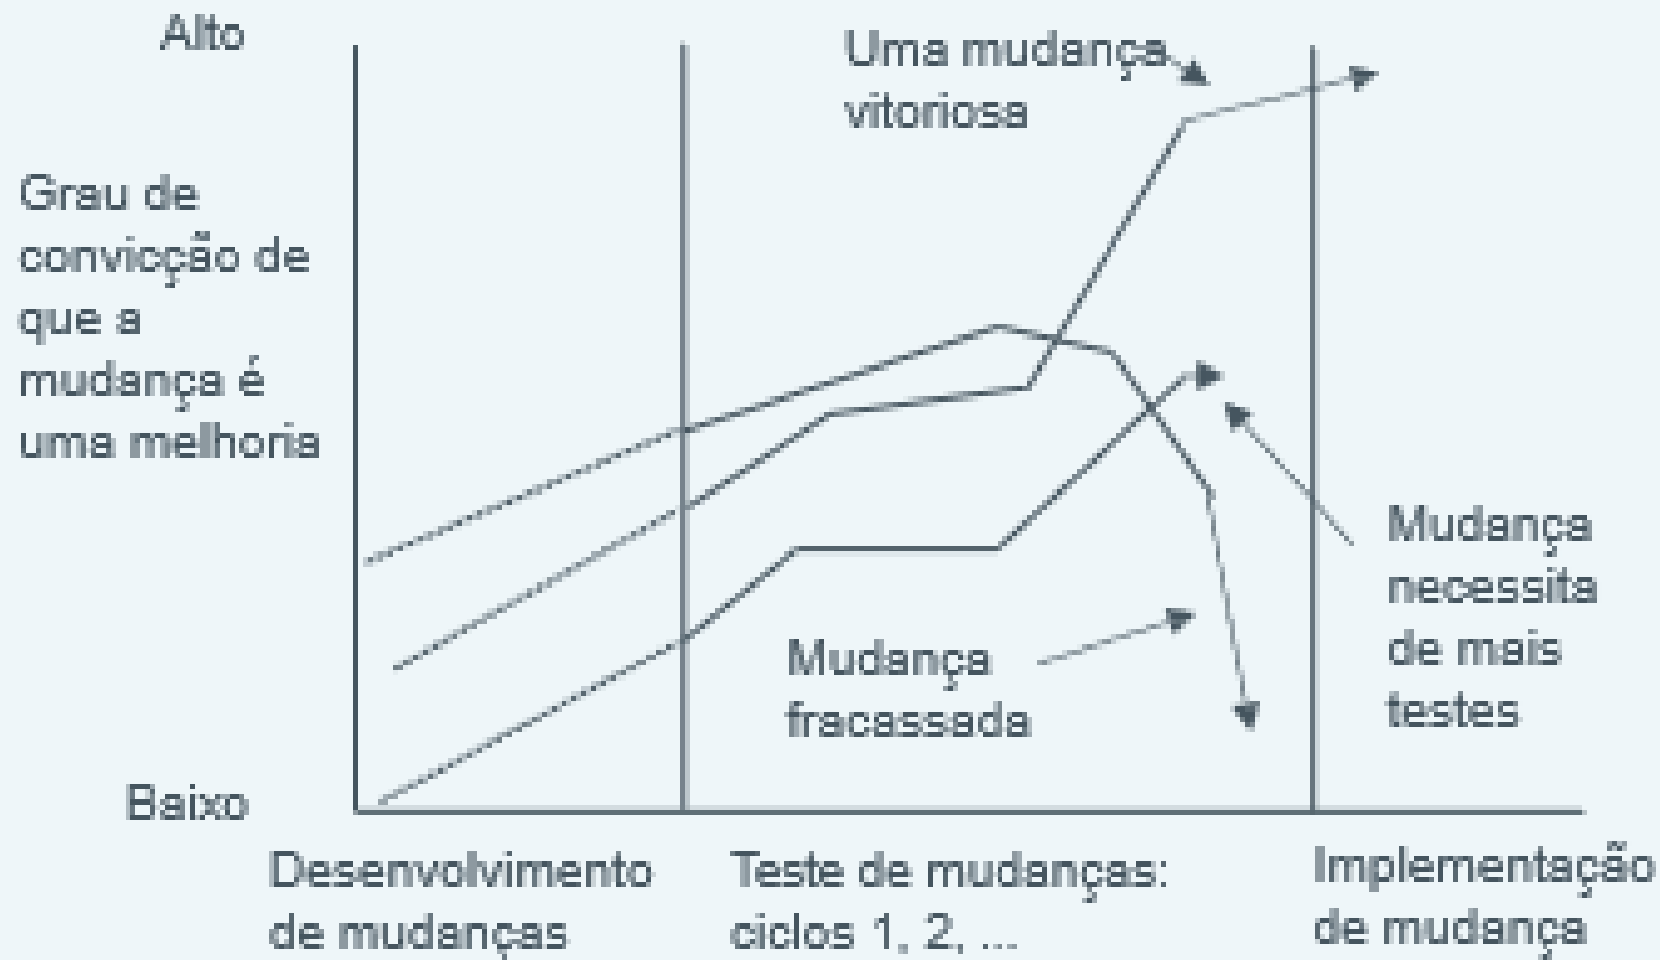 Alto
Uma mudança
vitoriosa
Grau de
convicção de
que a
mudança é
uma melhoria
Mudança
necessita
de mais
testes
Mudança
fracassada
Baixo
Desenvolvimento
de mudanças
Teste de mudanças:
ciclos 1, 2, ...
Implementação
de mudança